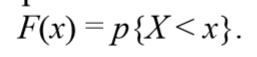 F(x) = p{X < x}.